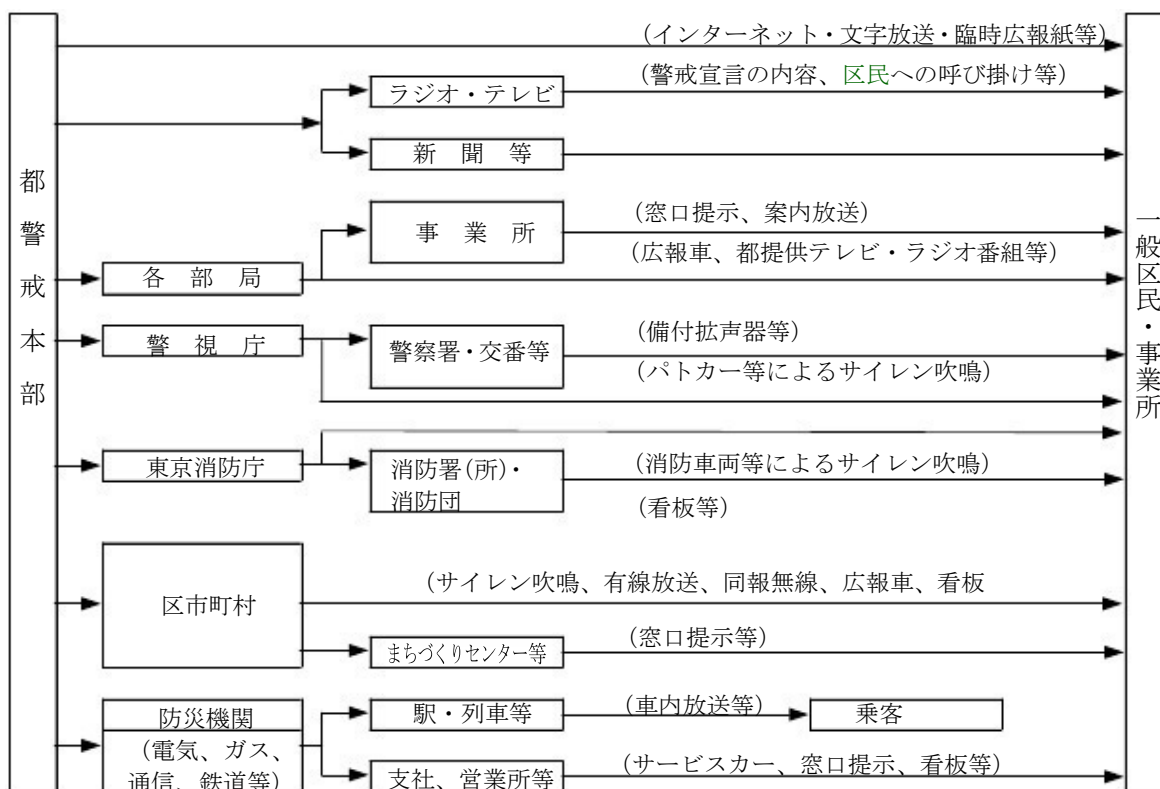 (インターネット・文字放送・臨時広報紙等)
(警戒宣言の内容、区民への呼び掛け等)
ラジオ・テレビ
新 聞 等
都警戒本部
(窓口提示、案内放送)
事 業 所
(広報車、都提供テレビ・ラジオ番組等)
各 部 局
一般区民・事業所
(備付拡声器等)
警 視 庁
警察署・交番等
(パトカー等によるサイレン吹鳴)
東京消防庁
消防署(所)・
消防団
(消防車両等によるサイレン吹鳴)
(看板等)
(サイレン吹鳴、有線放送、同報無線、広報車、看板
区市町村
(窓口提示等)
まちづくりセンター等
防災機関
(電気、ガス、
通信、鉄道等)
駅・列車等
(車内放送等)
乗客
支社、営業所等
(サービスカー、窓口提示、看板等)